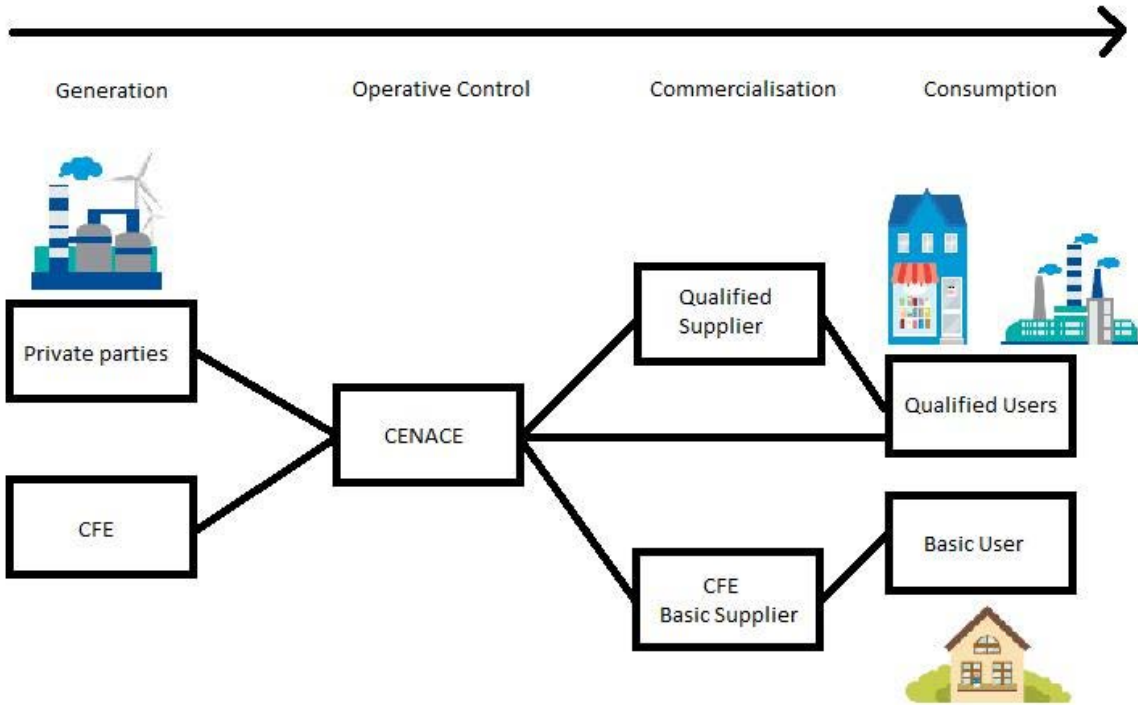 Generation
Operative Control
Commercialisation
Consumption
Private parties
CFE
CENACE
Qualified
Supplier
CFE
Basic Supplier
Qualified Users
Basic User